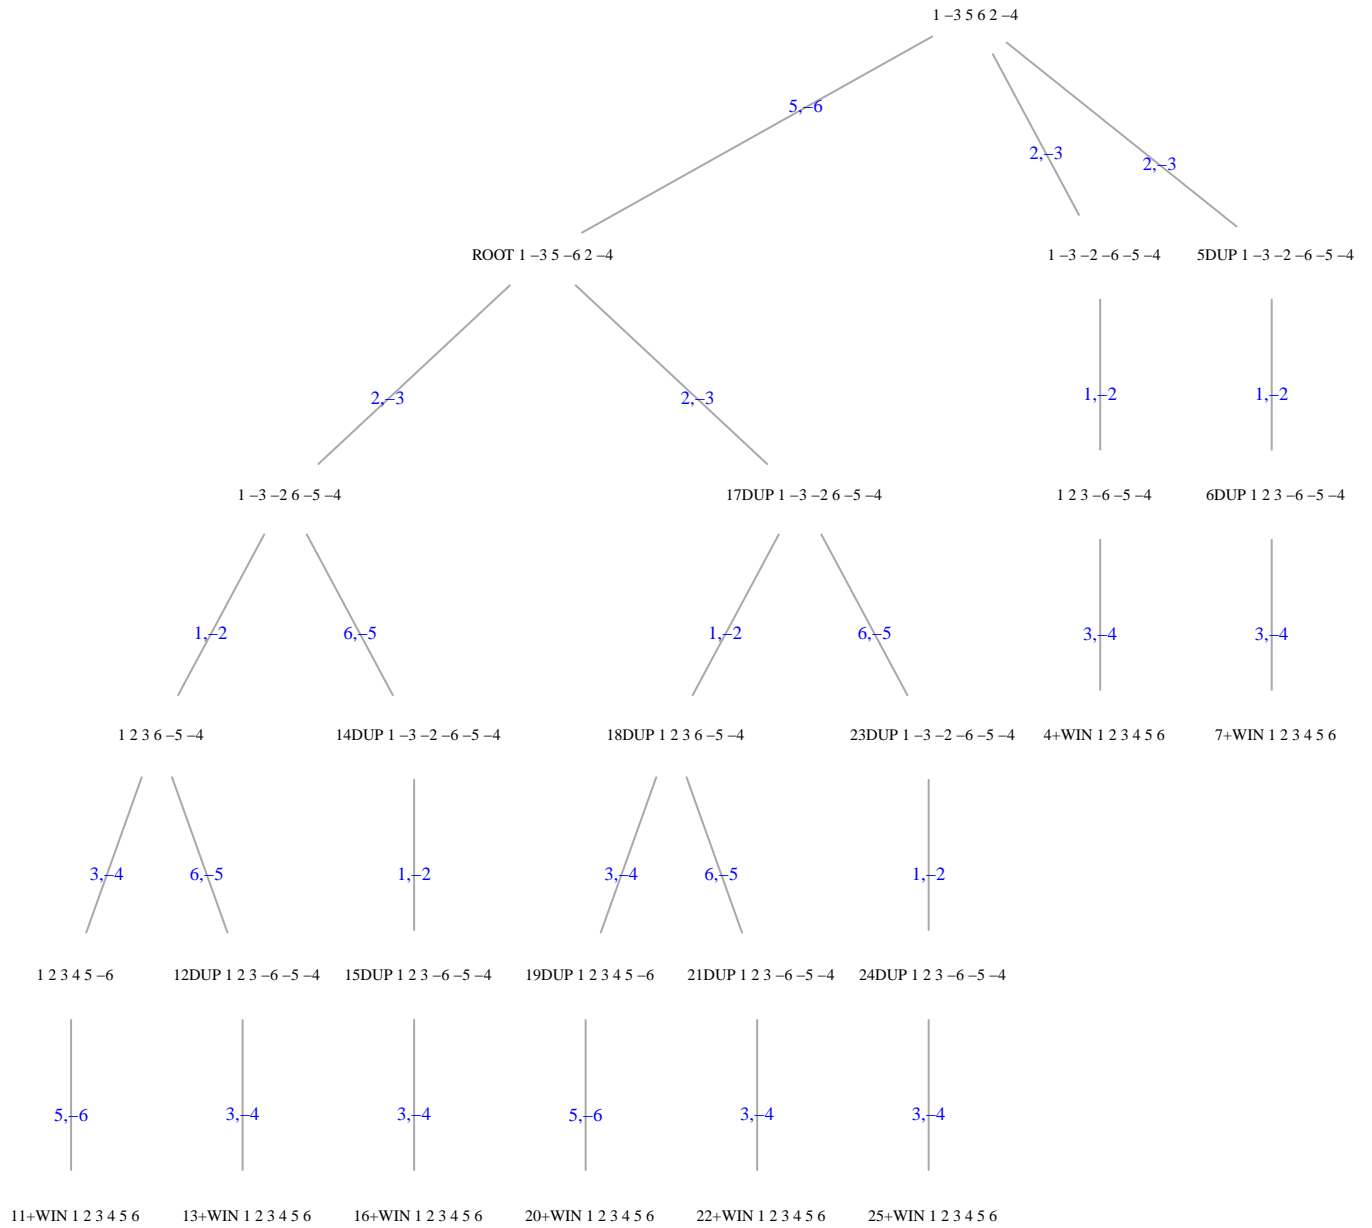 1 –3 5 6 2 –4
5,–6
2,–3
2,–3
ROOT 1 –3 5 –6 2 –4
1 –3 –2 –6 –5 –4
5DUP 1 –3 –2 –6 –5 –4
2,–3
2,–3
1,–2
1,–2
1 –3 –2 6 –5 –4
17DUP 1 –3 –2 6 –5 –4
1 2 3 –6 –5 –4
6DUP 1 2 3 –6 –5 –4
1,–2
6,–5
1,–2
6,–5
3,–4
3,–4
1 2 3 6 –5 –4
14DUP 1 –3 –2 –6 –5 –4
18DUP 1 2 3 6 –5 –4
23DUP 1 –3 –2 –6 –5 –4
4+WIN 1 2 3 4 5 6
7+WIN 1 2 3 4 5 6
3,–4
6,–5
1,–2
3,–4
6,–5
1,–2
1 2 3 4 5 –6
12DUP 1 2 3 –6 –5 –4
15DUP 1 2 3 –6 –5 –4
19DUP 1 2 3 4 5 –6
21DUP 1 2 3 –6 –5 –4
24DUP 1 2 3 –6 –5 –4
5,–6
3,–4
3,–4
5,–6
3,–4
3,–4
11+WIN 1 2 3 4 5 6
13+WIN 1 2 3 4 5 6
16+WIN 1 2 3 4 5 6
20+WIN 1 2 3 4 5 6
22+WIN 1 2 3 4 5 6
25+WIN 1 2 3 4 5 6